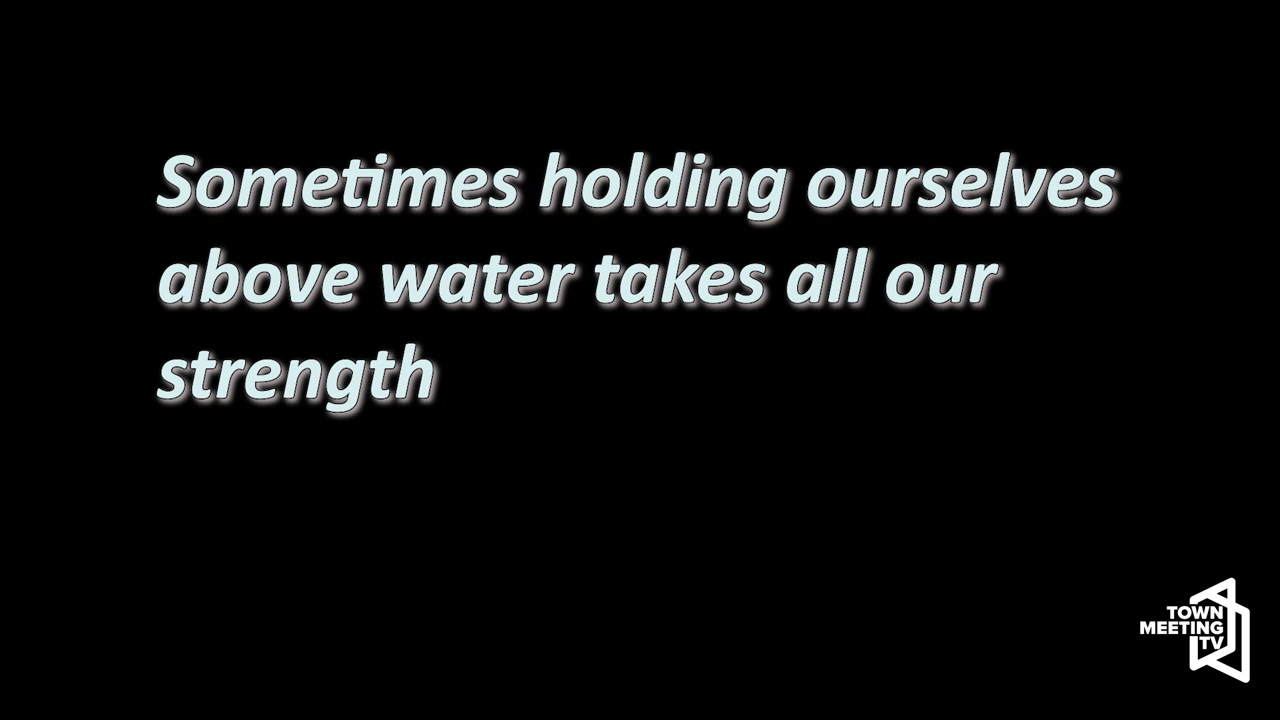 Sometimes holding ourselves
above water takes all our
strength
TOWN
MEETING
TV